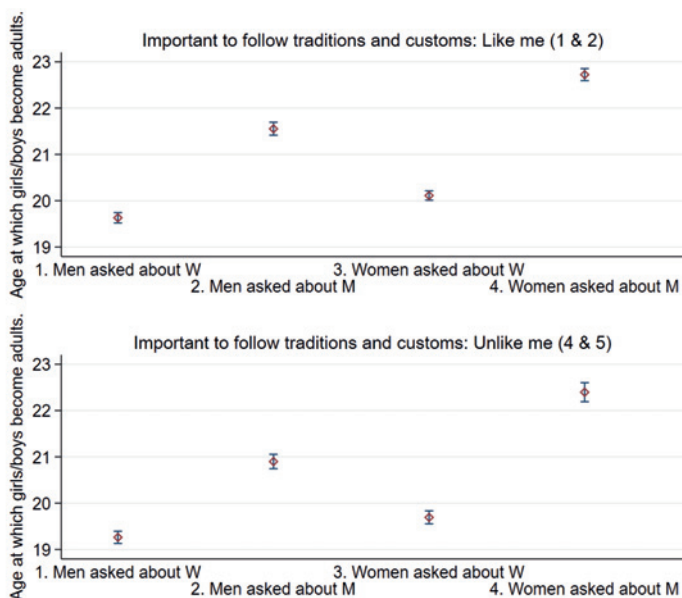 Important to follow traditions and customs: Like me (1 & 2)
Age at which girls/boys become adults.
23
22
21
20
19
1. Men asked about W
2. Men asked about M
3. Women asked about W
4. Women asked about M
Important to follow traditions and customs: Unlike me (4 & 5)
Age at which girls/boys become adults.
23
22
21
20
19
1. Men asked about W
2. Men asked about M
3. Women asked about W
4. Women asked about M